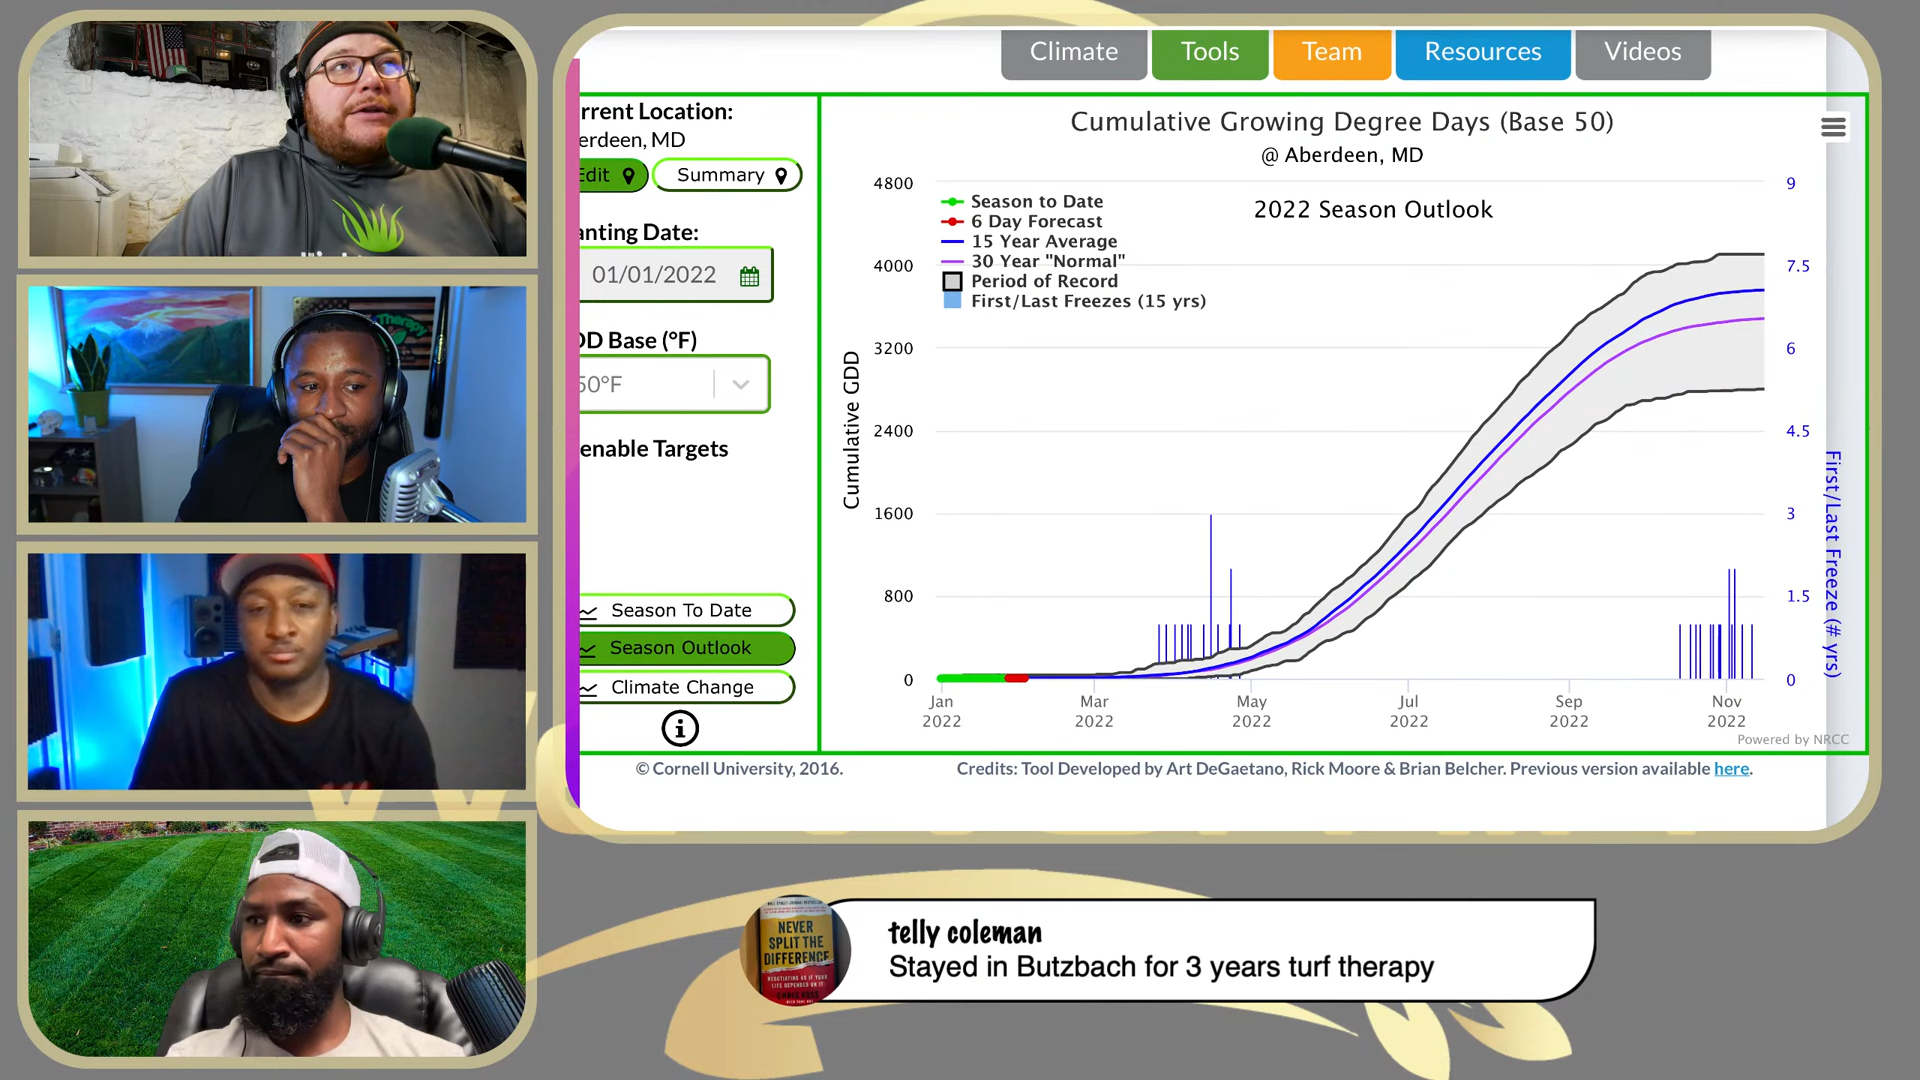 Climate
Tools
Team
Resources
Videos
rrent Location:
erdeen, MD
Edit
Summary
anting Date:
01/01/2022
DD Base (°F)
50°F
enable Targets
Season To Date
Season Outlook
Climate Change
Cumulative Growing Degree Days (Base 50)
@ Aberdeen, MD
2022 Season Outlook
Season to Date
6 Day Forecast
15 Year Average
30 Year "Normal"
Period of Record
First/Last Freezes (15 yrs)
Cumulative GDD
4800
4000
3200
2400
1600
800
0
9
7.5
6
4.5
3
1.5
0
First/Last Freeze (# yrs)
Jan
2022
Mar
2022
May
2022
Jul
2022
Sep
2022
Nov
2022
Powered by NRCC
© Cornell University, 2016.
Credits: Tool Developed by Art DeGaetano, Rick Moore & Brian Belcher. Previous version available here.
Therapy
NEVER
SPLIT THE
DIFFERENCE
telly coleman
Stayed in Butzbach for 3 years turf therapy